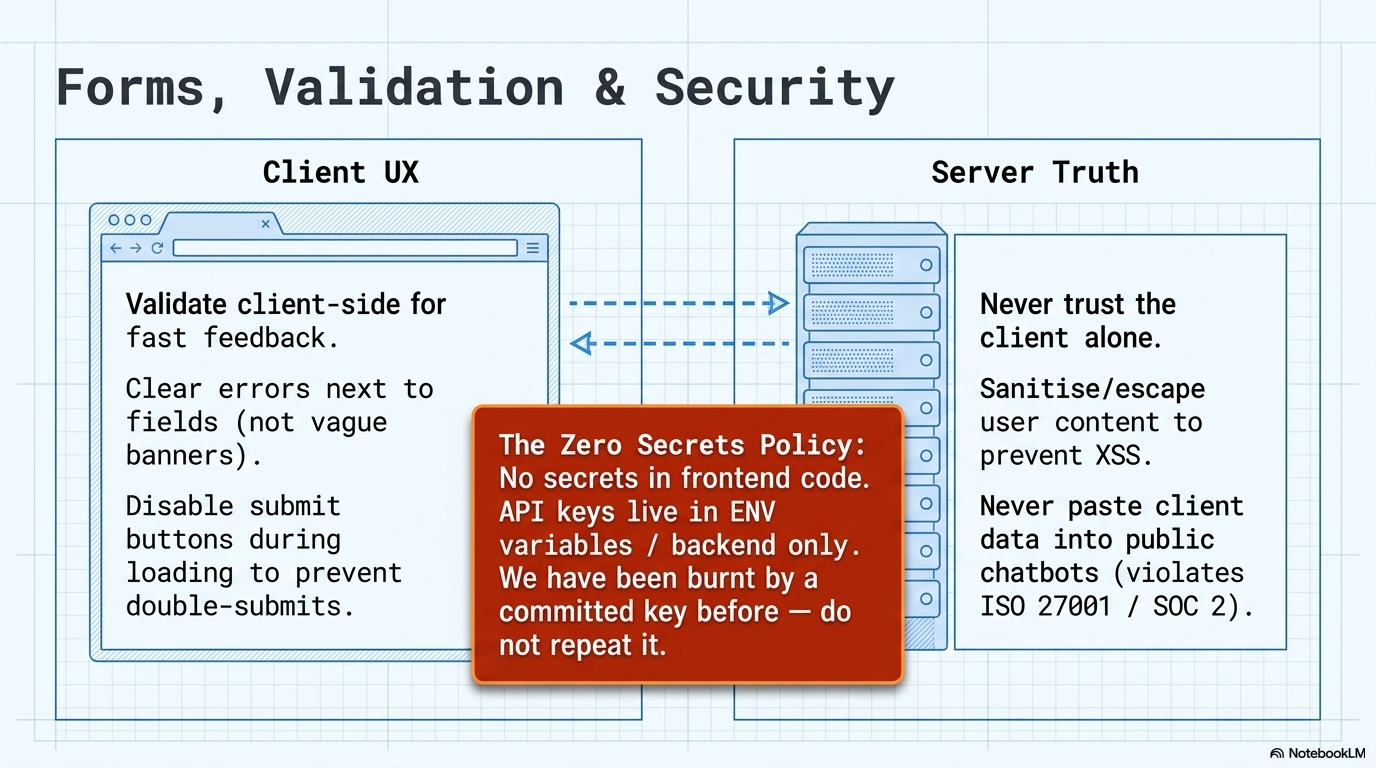 Forms, Validation & Security
Client UX
Validate client-side for
fast feedback.
Clear errors next to
fields (not vague
banners).
Disable submit
buttons during
loading to prevent
double-submits.
The Zero Secrets Policy:
No secrets in frontend code.
API keys live in ENV
variables / backend only.
We have been burnt by a
committed key before — do
not repeat it.
Server Truth
Never trust the
client alone.
Sanitise/escape
user content to
prevent XSS.
Never paste client
data into public
chatbots (violates
ISO 27001 / SOC 2).
NotebookLM